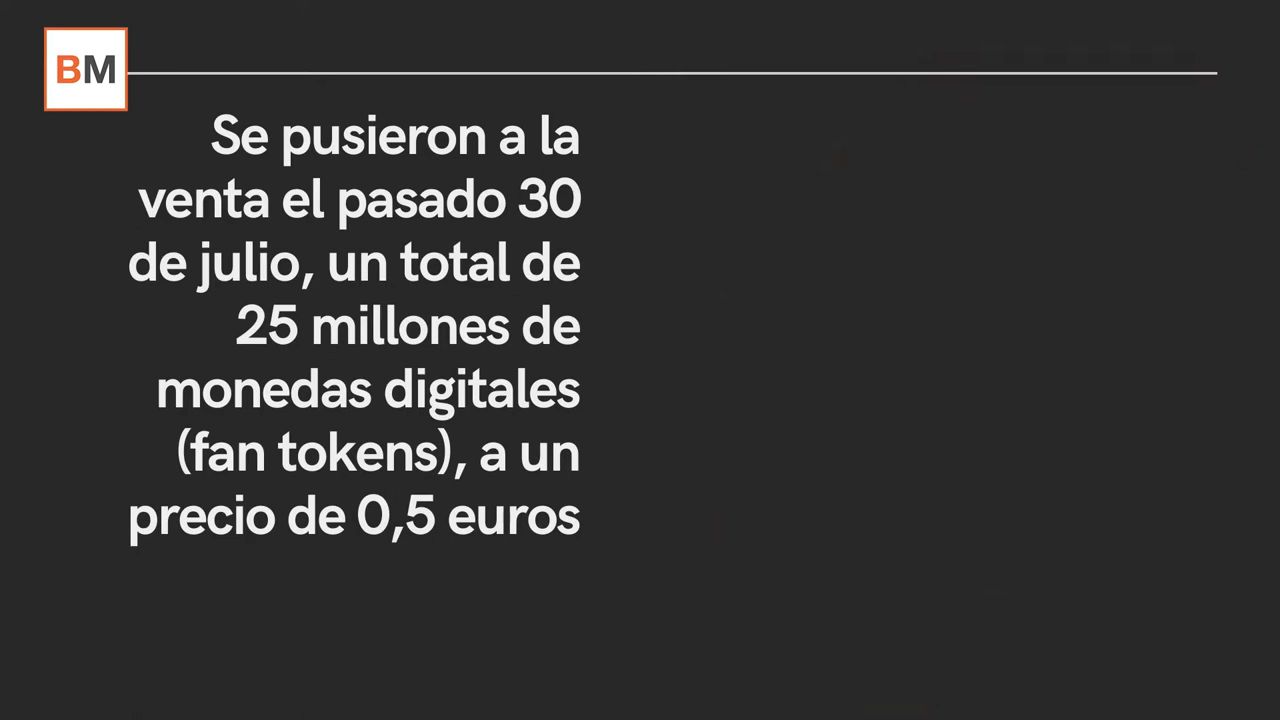 BM
Se pusieron a la
venta el pasado 30
de julio, un total de
25 millones de
monedas digitales
(fan tokens), a un
precio de 0,5 euros